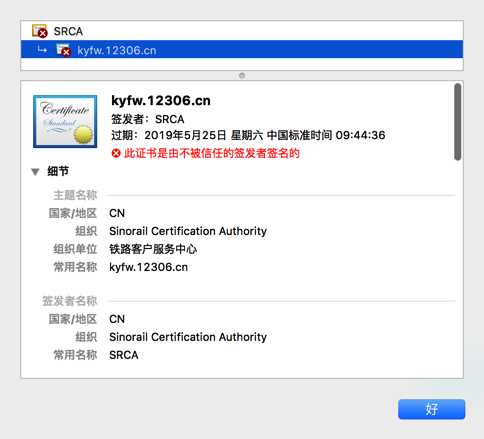 SRCA
kyfw.12306.cn
Certificate
Standard
kyfw.12306.cn
签发者：SRCA
过期：2019年5月25日 星期六 中国标准时间 09:44:36
此证书是由不被信任的签发者签名的
细节
主题名称
国家/地区 CN
组织 Sinorail Certification Authority
组织单位 铁路客户服务中心
常用名称 kyfw.12306.cn
签发者名称
国家/地区 CN
组织 Sinorail Certification Authority
常用名称 SRCA
好